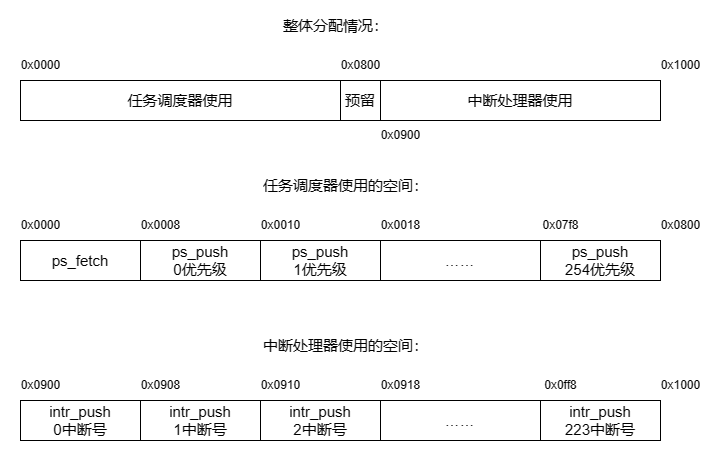 整体分配情况：
0x0000 0x0800 0x1000
任务调度器使用 预留 中断处理器使用
0x0900
任务调度器使用的空间：
0x0000 0x0008 0x0010 0x0018 0x07f8 0x0800
ps_fetch
ps_push
0优先级
ps_push
1优先级
……
ps_push
254优先级
中断处理器使用的空间：
0x0900 0x0908 0x0910 0x0918 0x0ff8 0x1000
intr_push
0中断号
intr_push
1中断号
intr_push
2中断号
……
intr_push
223中断号